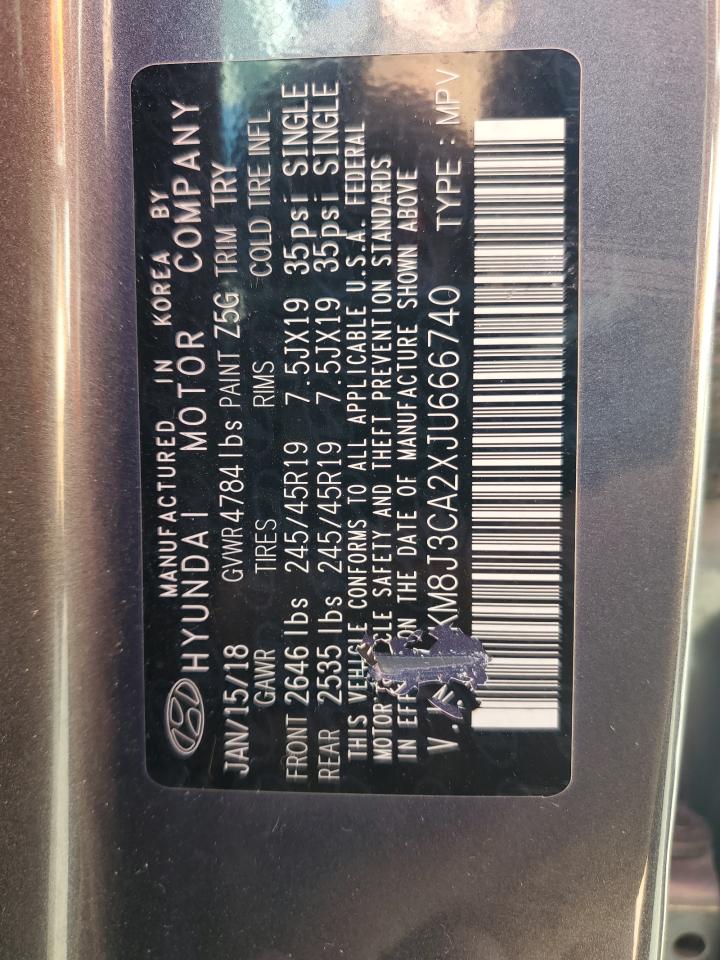 MANUFACTURED IN KOREA BY
HYUNDAI MOTOR COMPANY
JAN/15/18 GVWR 4784 lbs PAINT Z5G TRIM TRY
GAWR TIRES RIMS COLD TIRE INFL
FRONT 2646 lbs 245/45R19 7.5JX19 35psi SINGLE
REAR 2535 lbs 245/45R19 7.5JX19 35psi SINGLE
THIS VEHICLE CONFORMS TO ALL APPLICABLE U.S.A. FEDERAL
MOTOR SAFETY AND THEFT PREVENTION STANDARDS
IN ON THE DATE OF MANUFACTURE SHOWN ABOVE
KM8J3CA2XJU666740 TYPE : MPV